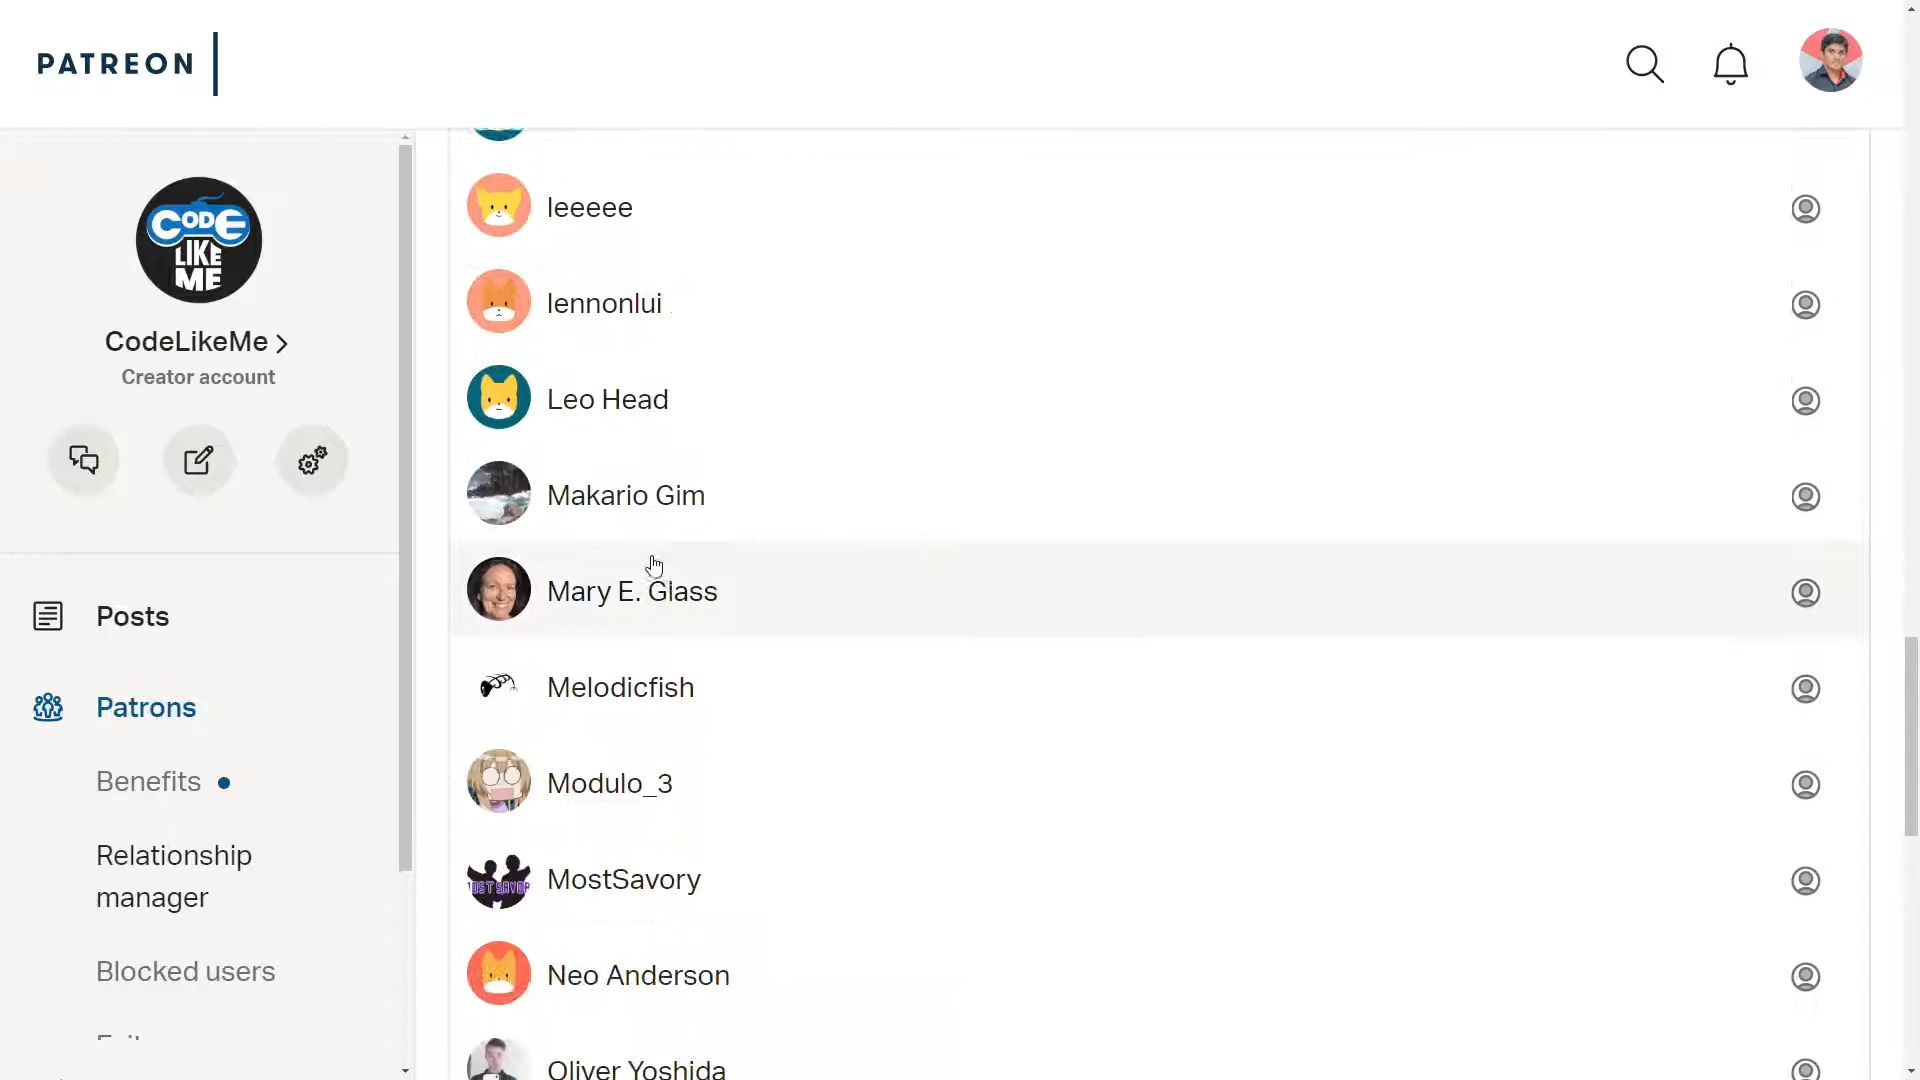 PATREON
CODE
LIKE
ME
CodeLikeMe
Creator account
Posts
Patrons
Benefits
Relationship
manager
Blocked users
leeeee
lennonlui
Leo Head
Makario Gim
Mary E. Glass
Melodicfish
Modulo_3
MostSavory
Neo Anderson
Oliver Yoshida